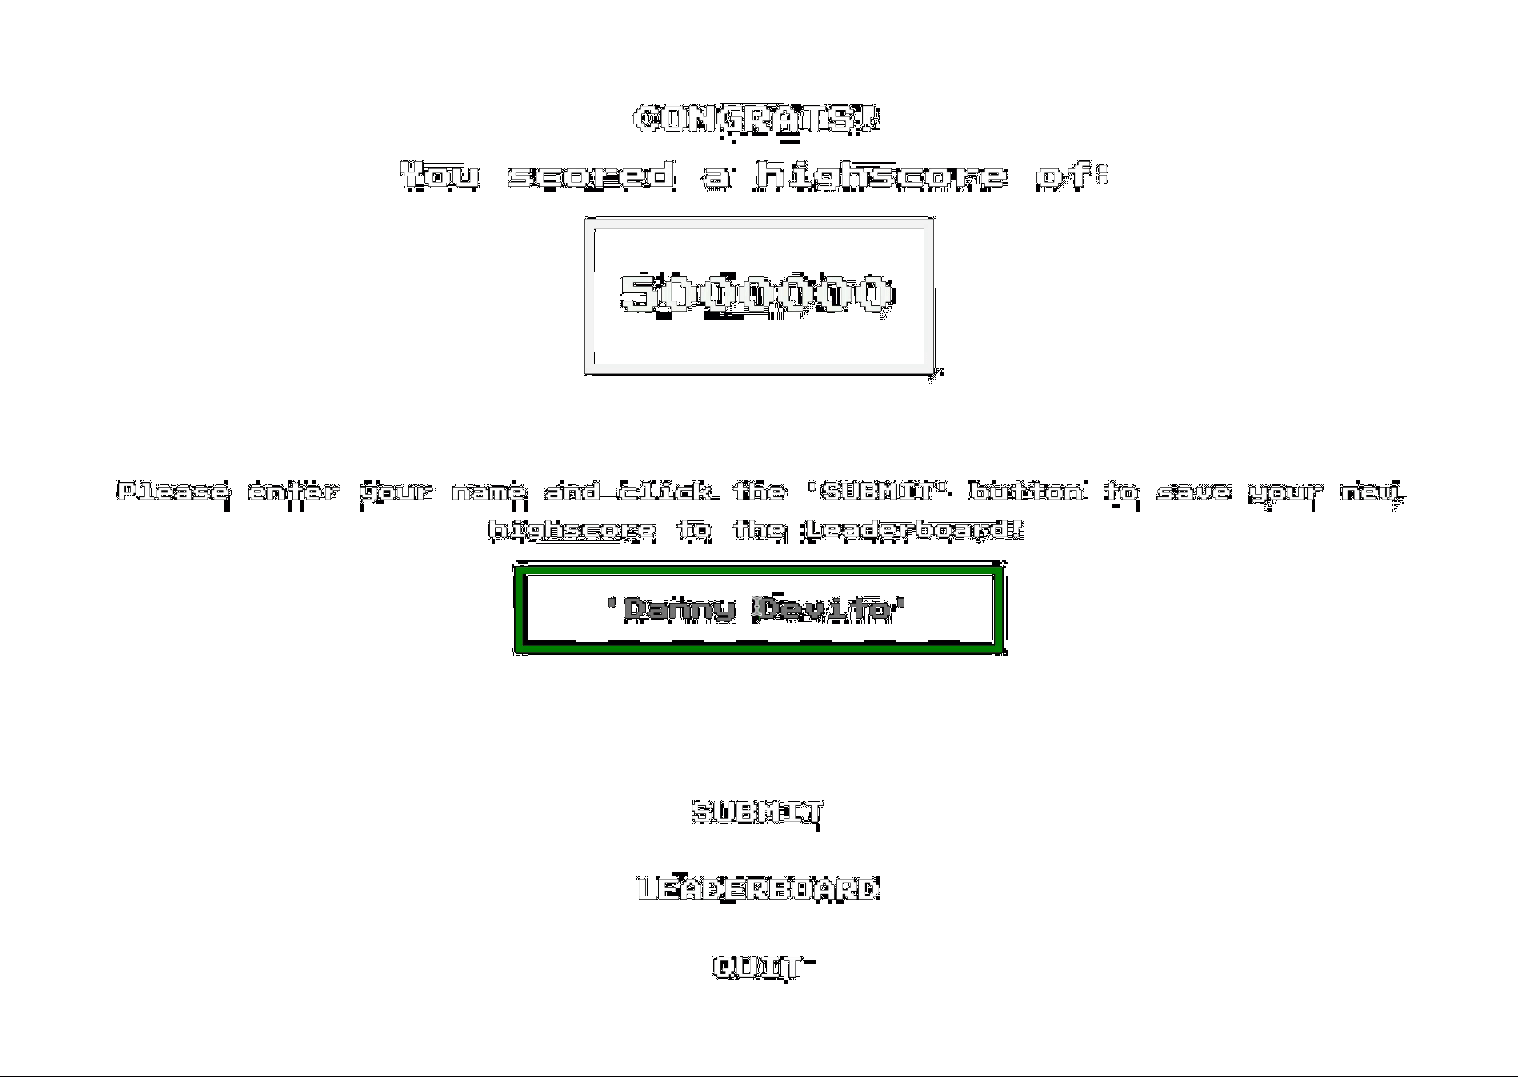 CONGRATS!
You scored a highscore of:
5000000
Please enter your name and click the "SUBMIT" button to save your new
highscore to the Leaderboard!
'Danny Devito'
SUBMIT
LEADERBOARD
QUIT